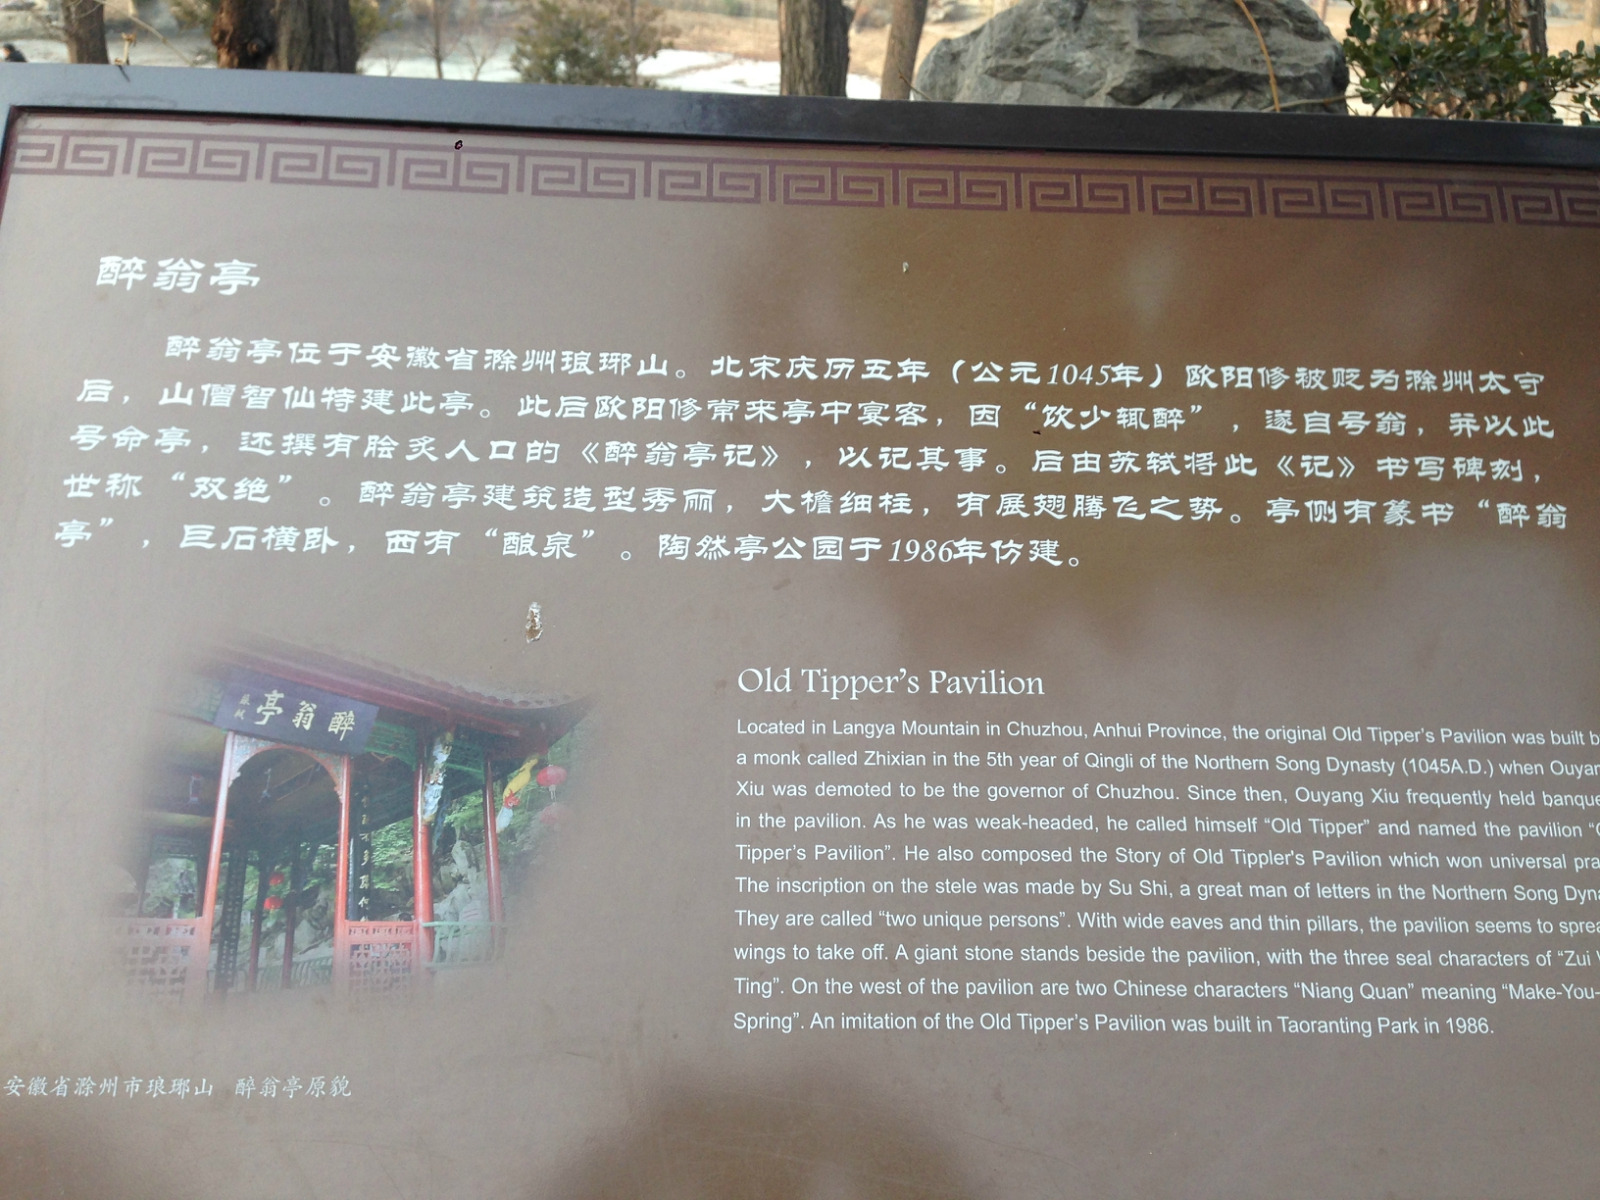 醉翁亭
醉翁亭位于安徽省滁州琅琊山。北宋庆历五年（公元1045年）欧阳修被贬为滁州太守
后，山僧智仙特建此亭。此后欧阳修常来亭中宴客，因“饮少辄醉”，遂自号翁，并以此
号命亭，还撰有脍炙人口的《醉翁亭记》，以记其事。后由苏轼将此《记》书写碑刻，
世称“双绝”。醉翁亭建筑造型秀丽，大檐细柱，有展翅腾飞之势。亭侧有篆书“醉翁
亭”，巨石横卧，西有“酿泉”。陶然亭公园于1986年仿建。
醉翁亭
苏轼
Old Tipper's Pavilion
Located in Langya Mountain in Chuzhou, Anhui Province, the original Old Tipper's Pavilion was built b
a monk called Zhixian in the 5th year of Qingli of the Northern Song Dynasty (1045A.D.) when Ouyan
Xiu was demoted to be the governor of Chuzhou. Since then, Ouyang Xiu frequently held banque
in the pavilion. As he was weak-headed, he called himself “Old Tipper” and named the pavilion “
Tipper's Pavilion”. He also composed the Story of Old Tippler's Pavilion which won universal pra
The inscription on the stele was made by Su Shi, a great man of letters in the Northern Song Dyna
They are called “two unique persons”. With wide eaves and thin pillars, the pavilion seems to sprea
wings to take off. A giant stone stands beside the pavilion, with the three seal characters of “Zui
Ting”. On the west of the pavilion are two Chinese characters “Niang Quan” meaning “Make-You-
Spring”. An imitation of the Old Tipper's Pavilion was built in Taoranting Park in 1986.
安徽省滁州市琅琊山 醉翁亭原貌